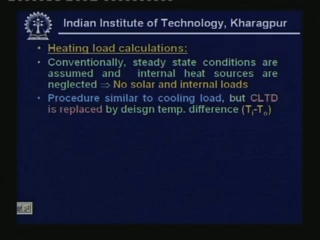 Indian Institute of Technology, Kharagpur
• Heating load calculations:
• Conventionally, steady state conditions are
assumed and internal heat sources are
neglected ⇒ No solar and internal loads
• Procedure similar to cooling load, but CLTD
is replaced by deisgn temp. difference (Ti-To)